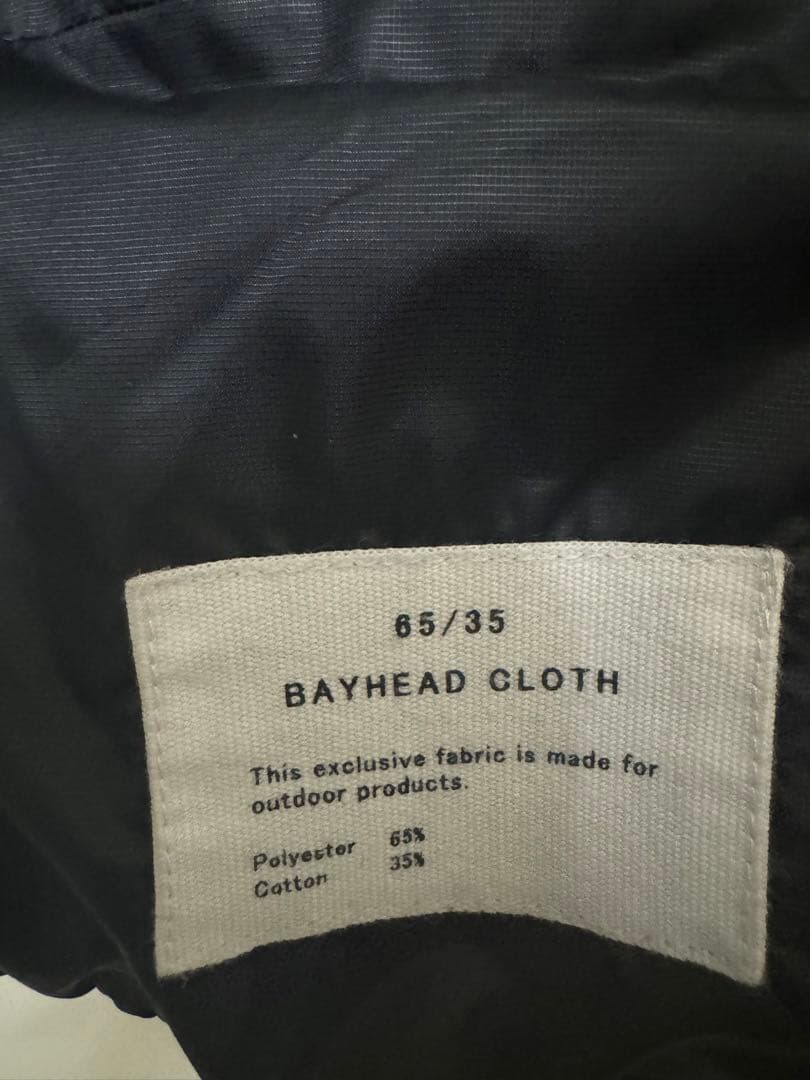 65/35
BAYHEAD CLOTH
This exclusive fabric is made for
outdoor products.
Polyester 65%
Cotton 35%